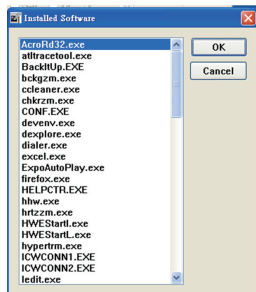 Installed Software
AcroRd32.exe
atltracetool.exe
BackItUp.EXE
bckgzm.exe
ccleaner.exe
chkrzm.exe
CONF.EXE
devenv.exe
dexplore.exe
dialer.exe
excel.exe
ExpoAutoPlay.exe
firefox.exe
HELPCTR.EXE
hhw.exe
hrtzzm.exe
HWEStartI.exe
HWEStartL.exe
hypertrm.exe
ICWCONN1.EXE
ICWCONN2.EXE
Iedit.exe
OK
Cancel